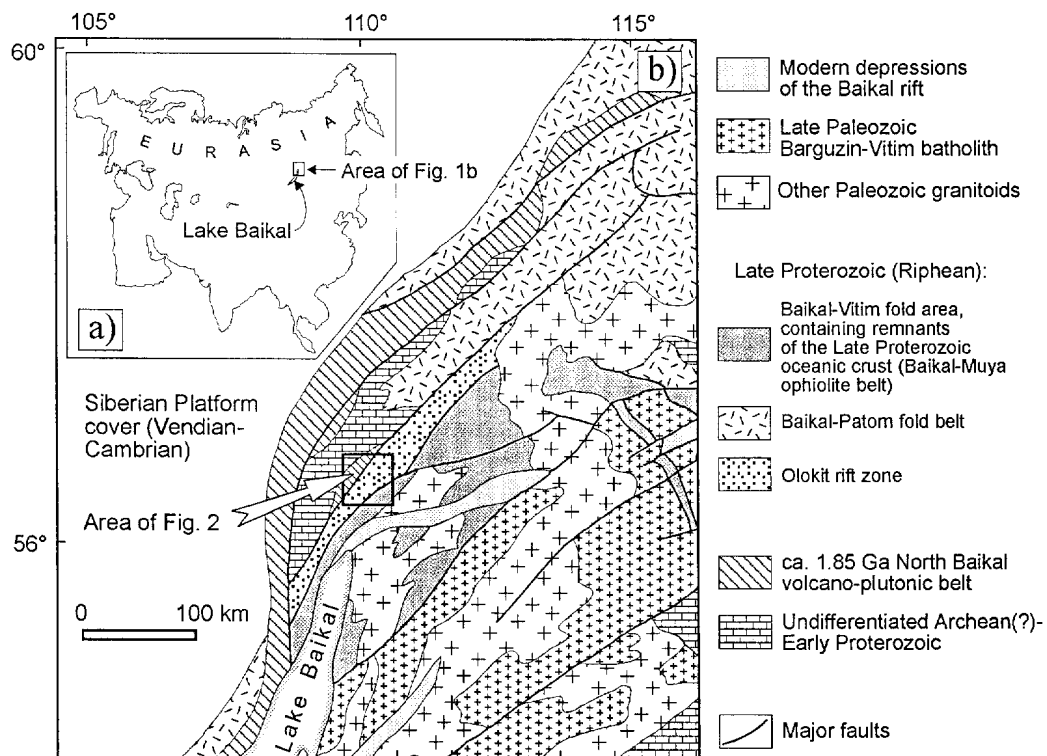 105°
110°
115°
60°
b)
EURASIA
Area of Fig. 1b
Lake Baikal
a)
Siberian Platform
cover (Vendian-
Cambrian)
Area of Fig. 2
56°
0 100 km
Lake Baikal
Modern depressions
of the Baikal rift
Late Paleozoic
Barguzin-Vitim batholith
Other Paleozoic granitoids
Late Proterozoic (Riphean):
Baikal-Vitim fold area,
containing remnants
of the Late Proterozoic
oceanic crust (Baikal-Muya
ophiolite belt)
Baikal-Patom fold belt
Olokit rift zone
ca. 1.85 Ga North Baikal
volcano-plutonic belt
Undifferentiated Archean(?)-
Early Proterozoic
Major faults